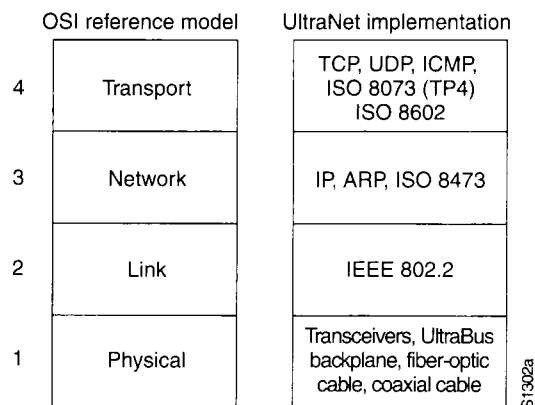 OSI reference model
UltraNet implementation
4
Transport
TCP, UDP, ICMP,
ISO 8073 (TP4)
ISO 8602
3
Network
IP, ARP, ISO 8473
2
Link
IEEE 802.2
1
Physical
Transceivers, UltraBus
backplane, fiber-optic
cable, coaxial cable
S1302a